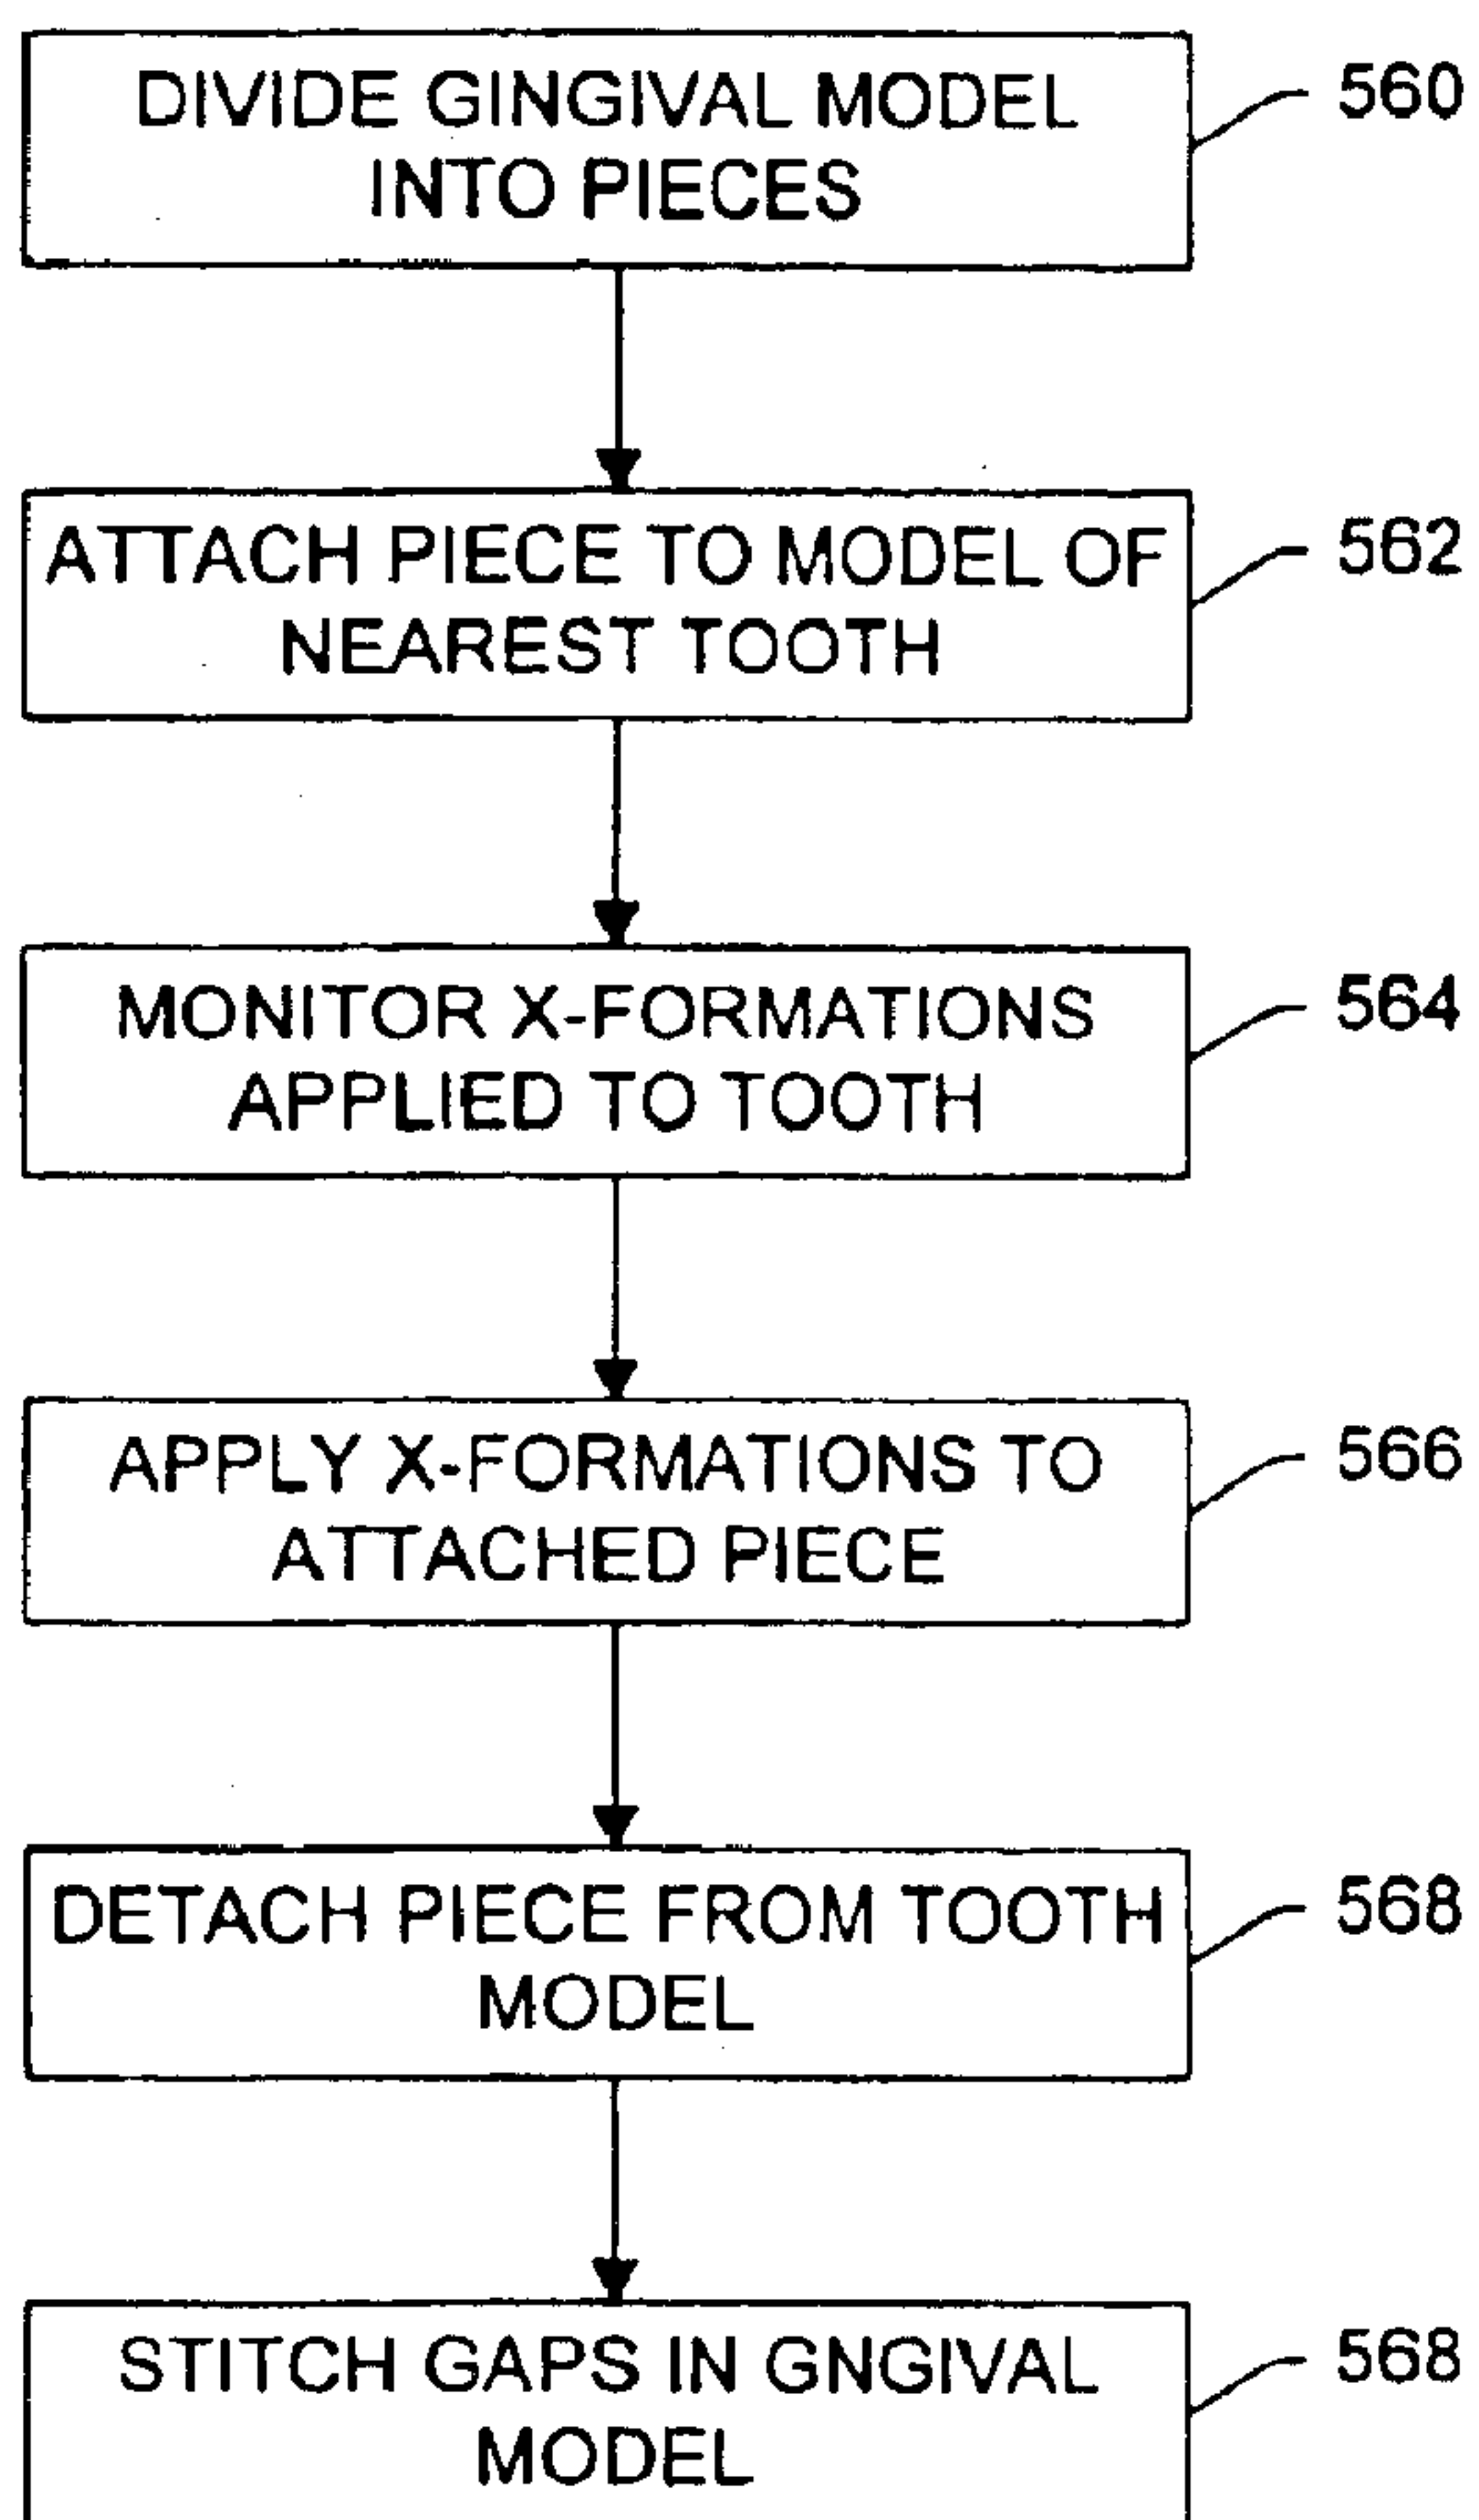 DIVIDE GINGIVAL MODEL
INTO PIECES
560
ATTACH PIECE TO MODEL OF
NEAREST TOOTH
562
MONITOR X-FORMATIONS
APPLIED TO TOOTH
564
APPLY X-FORMATIONS TO
ATTACHED PIECE
566
DETACH PIECE FROM TOOTH
MODEL
568
STITCH GAPS IN GNGIVAL
MODEL
568